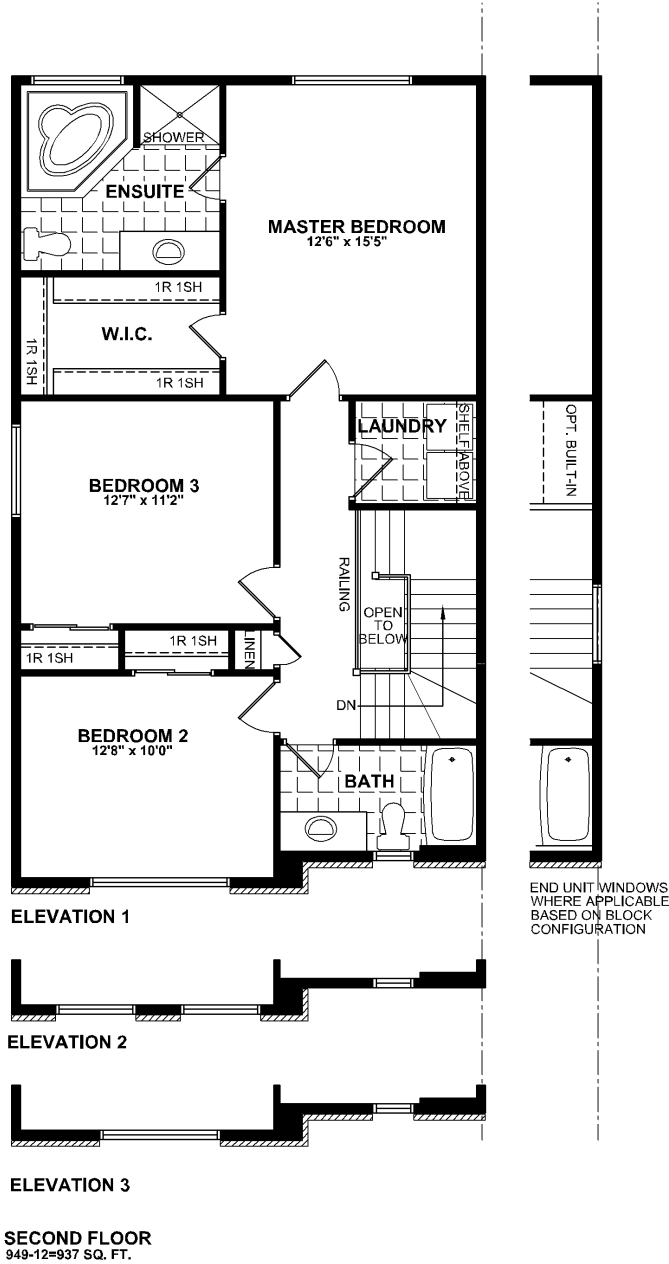 SHOWER
ENSUITE
MASTER BEDROOM
12'6" x 15'5"
1R 1SH
W.I.C.
1R 1SH
1R 1SH
LAUNDRY
SHELF ABOVE
OPT. BUILT-IN
BEDROOM 3
12'7" x 11'2"
RAILING
OPEN
TO
BELOW
1R 1SH
LINEN
1R 1SH
DN
BEDROOM 2
12'8" x 10'0"
BATH
END UNIT WINDOWS
WHERE APPLICABLE
BASED ON BLOCK
CONFIGURATION
ELEVATION 1
ELEVATION 2
ELEVATION 3
SECOND FLOOR
949-12=937 SQ. FT.